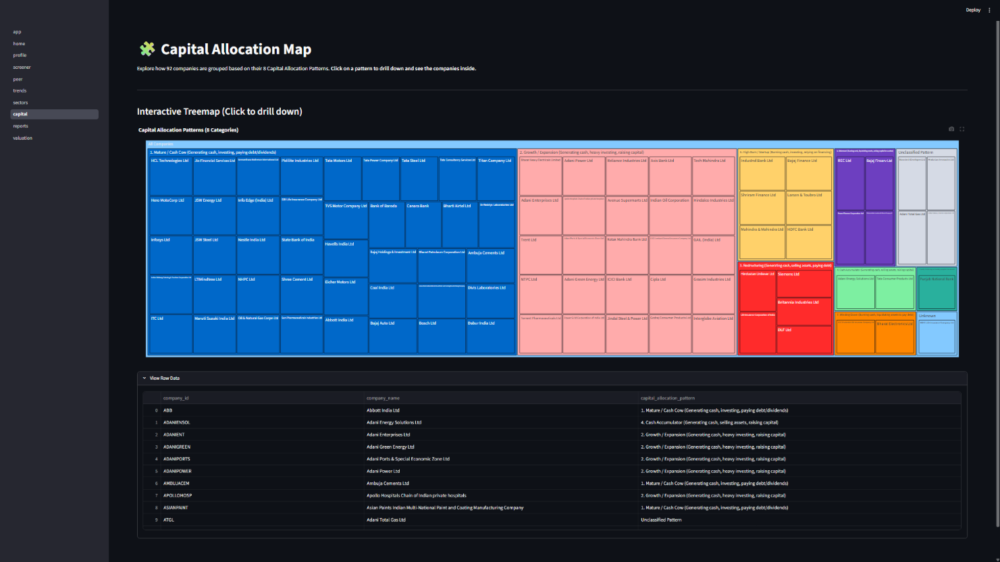 Deploy
app
home
profile
screener
peer
trends
sectors
capital
reports
valuation
Capital Allocation Map
Explore how 92 companies are grouped based on their 8 Capital Allocation Patterns. Click on a pattern to drill down and see the companies inside.
Interactive Treemap (Click to drill down)
Capital Allocation Patterns (8 Categories)
All Companies
1. Mature / Cash Cow (Generating cash, investing, paying debt/dividends)
HCL Technologies Ltd
Jio Financial Services Ltd
Pidilite Industries Ltd
Tata Motors Ltd
Tata Power Company Ltd
Tata Steel Ltd
Tata Consultancy Services Ltd
Titan Company Ltd
Hero MotoCorp Ltd
JSW Energy Ltd
Info Edge (India) Ltd
SBI Life Insurance Company Ltd
TVS Motor Company Ltd
Bank of Baroda
Canara Bank
Bharti Airtel Ltd
Dr Reddys Laboratories Ltd
Infosys Ltd
JSW Steel Ltd
Nestle India Ltd
State Bank of India
Havells India Ltd
Bajaj Holdings & Investment Ltd
Bharat Petroleum Corporation Ltd
Ambuja Cements Ltd
LTIMindtree Ltd
NHPC Ltd
Shree Cement Ltd
Eicher Motors Ltd
Coal India Ltd
Divis Laboratories Ltd
ITC Ltd
Maruti Suzuki India Ltd
Oil & Natural Gas Corpn Ltd
Sun Pharmaceuticals Industries Ltd
Abbott India Ltd
Bajaj Auto Ltd
Bosch Ltd
Dabur India Ltd
2. Growth / Expansion (Generating cash, heavy investing, raising capital)
Bharat Heavy Electricals Limited
Adani Power Ltd
Reliance Industries Ltd
Axis Bank Ltd
Tech Mahindra Ltd
Adani Enterprises Ltd
Avenue Supermarts Ltd
Indian Oil Corporation
Hindalco Industries Ltd
Trent Ltd
Adani Ports & Special Economic Zone Ltd
Kotak Mahindra Bank Ltd
GAIL (India) Ltd
NTPC Ltd
Adani Green Energy Ltd
ICICI Bank Ltd
Cipla Ltd
Grasim Industries Ltd
Torrent Pharmaceuticals Ltd
Jindal Steel & Power Ltd
Godrej Consumer Products Ltd
Interglobe Aviation Ltd
IndusInd Bank Ltd
Bajaj Finance Ltd
Shriram Finance Ltd
Larsen & Toubro Ltd
Mahindra & Mahindra Ltd
HDFC Bank Ltd
3. Restructuring (Generating cash, selling assets, paying debt)
Hindustan Unilever Ltd
Siemens Ltd
Britannia Industries Ltd
DLF Ltd
REC Ltd
Bajaj Finserv Ltd
Unclassified Pattern
Adani Total Gas Ltd
Adani Energy Solutions Ltd
Tata Consumer Products Ltd
Punjab National Bank
Bharat Electronics Ltd
Unknown
View Raw Data
company_id company_name capital_allocation_pattern
0 ABB Abbott India Ltd 1. Mature / Cash Cow (Generating cash, investing, paying debt/dividends)
1 ADANIENSOL Adani Energy Solutions Ltd 4. Cash Accumulator (Generating cash, selling assets, raising capital)
2 ADANIENT Adani Enterprises Ltd 2. Growth / Expansion (Generating cash, heavy investing, raising capital)
3 ADANIGREEN Adani Green Energy Ltd 2. Growth / Expansion (Generating cash, heavy investing, raising capital)
4 ADANIPORTS Adani Ports & Special Economic Zone Ltd 2. Growth / Expansion (Generating cash, heavy investing, raising capital)
5 ADANIPOWER Adani Power Ltd 2. Growth / Expansion (Generating cash, heavy investing, raising capital)
6 AMBUJACEM Ambuja Cements Ltd 1. Mature / Cash Cow (Generating cash, investing, paying debt/dividends)
7 APOLLOHOSP Apollo Hospitals Chain of Indian private hospitals 2. Growth / Expansion (Generating cash, heavy investing, raising capital)
8 ASIANPAINT Asian Paints Indian Multi-National Paint and Coating Manufacturing Company 1. Mature / Cash Cow (Generating cash, investing, paying debt/dividends)
9 ATGL Adani Total Gas Ltd Unclassified Pattern